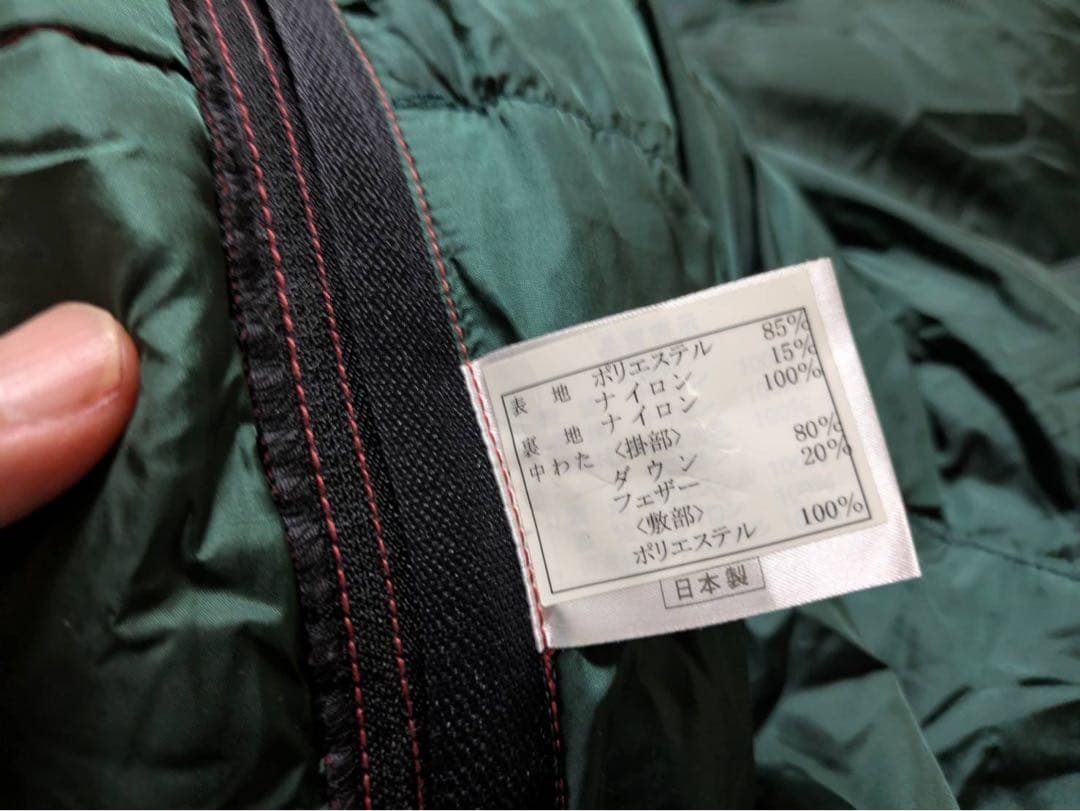 表地 ポリエステル 85%
ナイロン 15%
裏地 ナイロン 100%
中わた 〈掛部〉
ダウン 80%
フェザー 20%
〈敷部〉
ポリエステル 100%
日本製